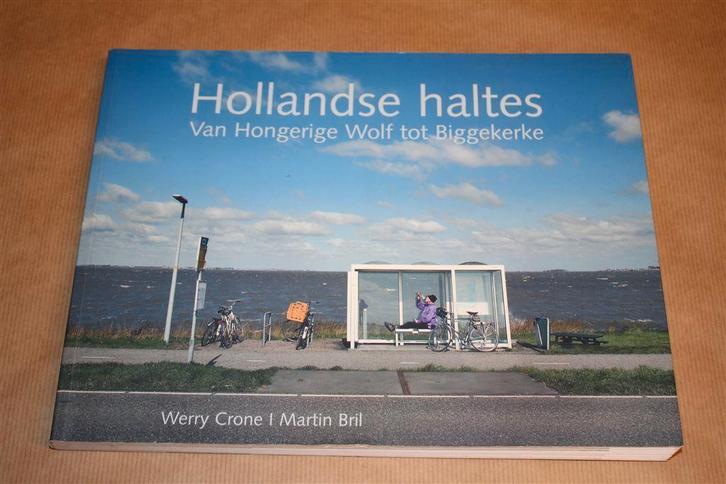 Hollandse haltes
Van Hongerige Wolf tot Biggekerke
Werry Crone I Martin Bril